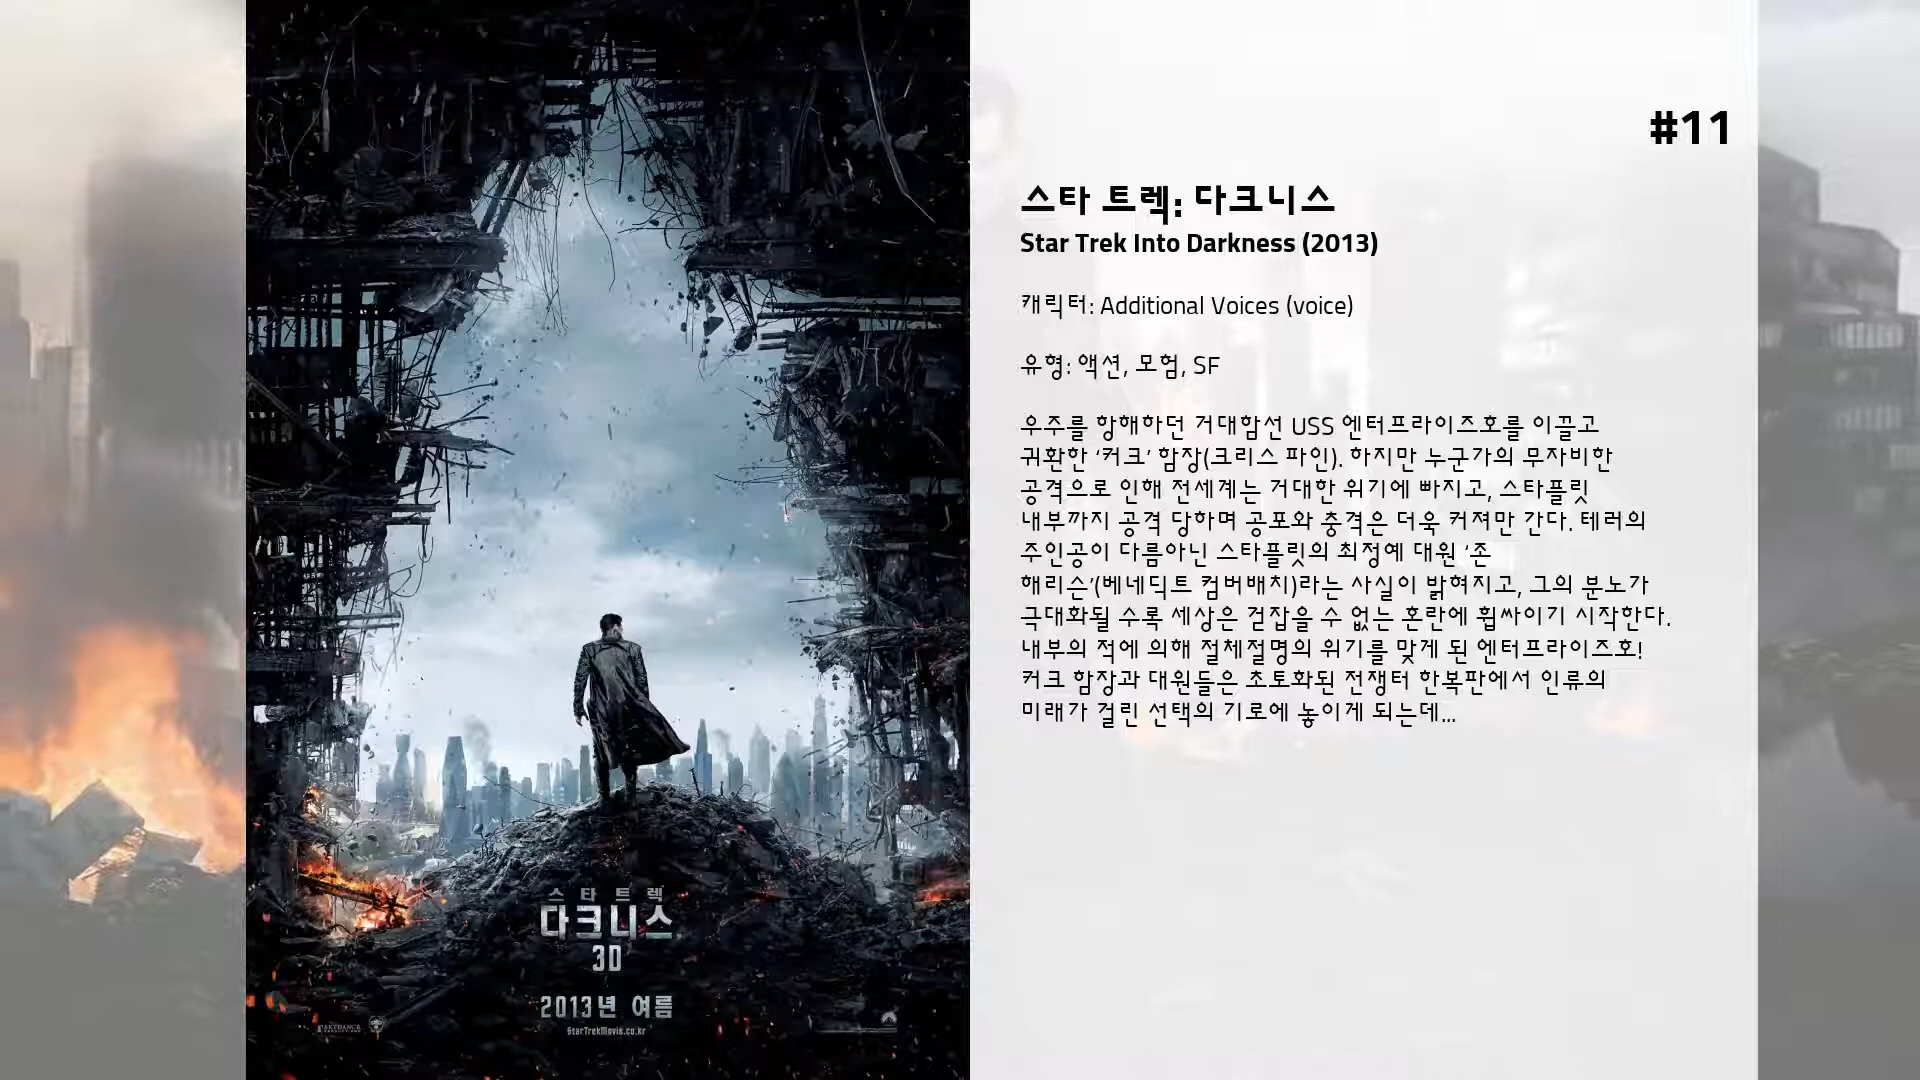 #11
스타 트렉: 다크니스
Star Trek Into Darkness (2013)
캐릭터: Additional Voices (voice)
유형: 액션, 모험, SF
우주를 항해하던 거대함선 USS 엔터프라이즈호를 이끌고
귀환한 ‘커크’ 함장(크리스 파인). 하지만 누군가의 무자비한
공격으로 인해 전세계는 거대한 위기에 빠지고, 스타플릿
내부까지 공격 당하며 공포와 충격은 더욱 커져만 간다. 테러의
주인공이 다름아닌 스타플릿의 최정예 대원 ‘존
해리슨’(베네딕트 컴버배치)라는 사실이 밝혀지고, 그의 분노가
극대화될 수록 세상은 걷잡을 수 없는 혼란에 휩싸이기 시작한다.
내부의 적에 의해 절체절명의 위기를 맞게 된 엔터프라이즈호!
커크 함장과 대원들은 초토화된 전쟁터 한복판에서 인류의
미래가 걸린 선택의 기로에 놓이게 되는데...
스타트렉
다크니스
3D
2013년 여름
StarTrekMovie.co.kr
SKYDANCE